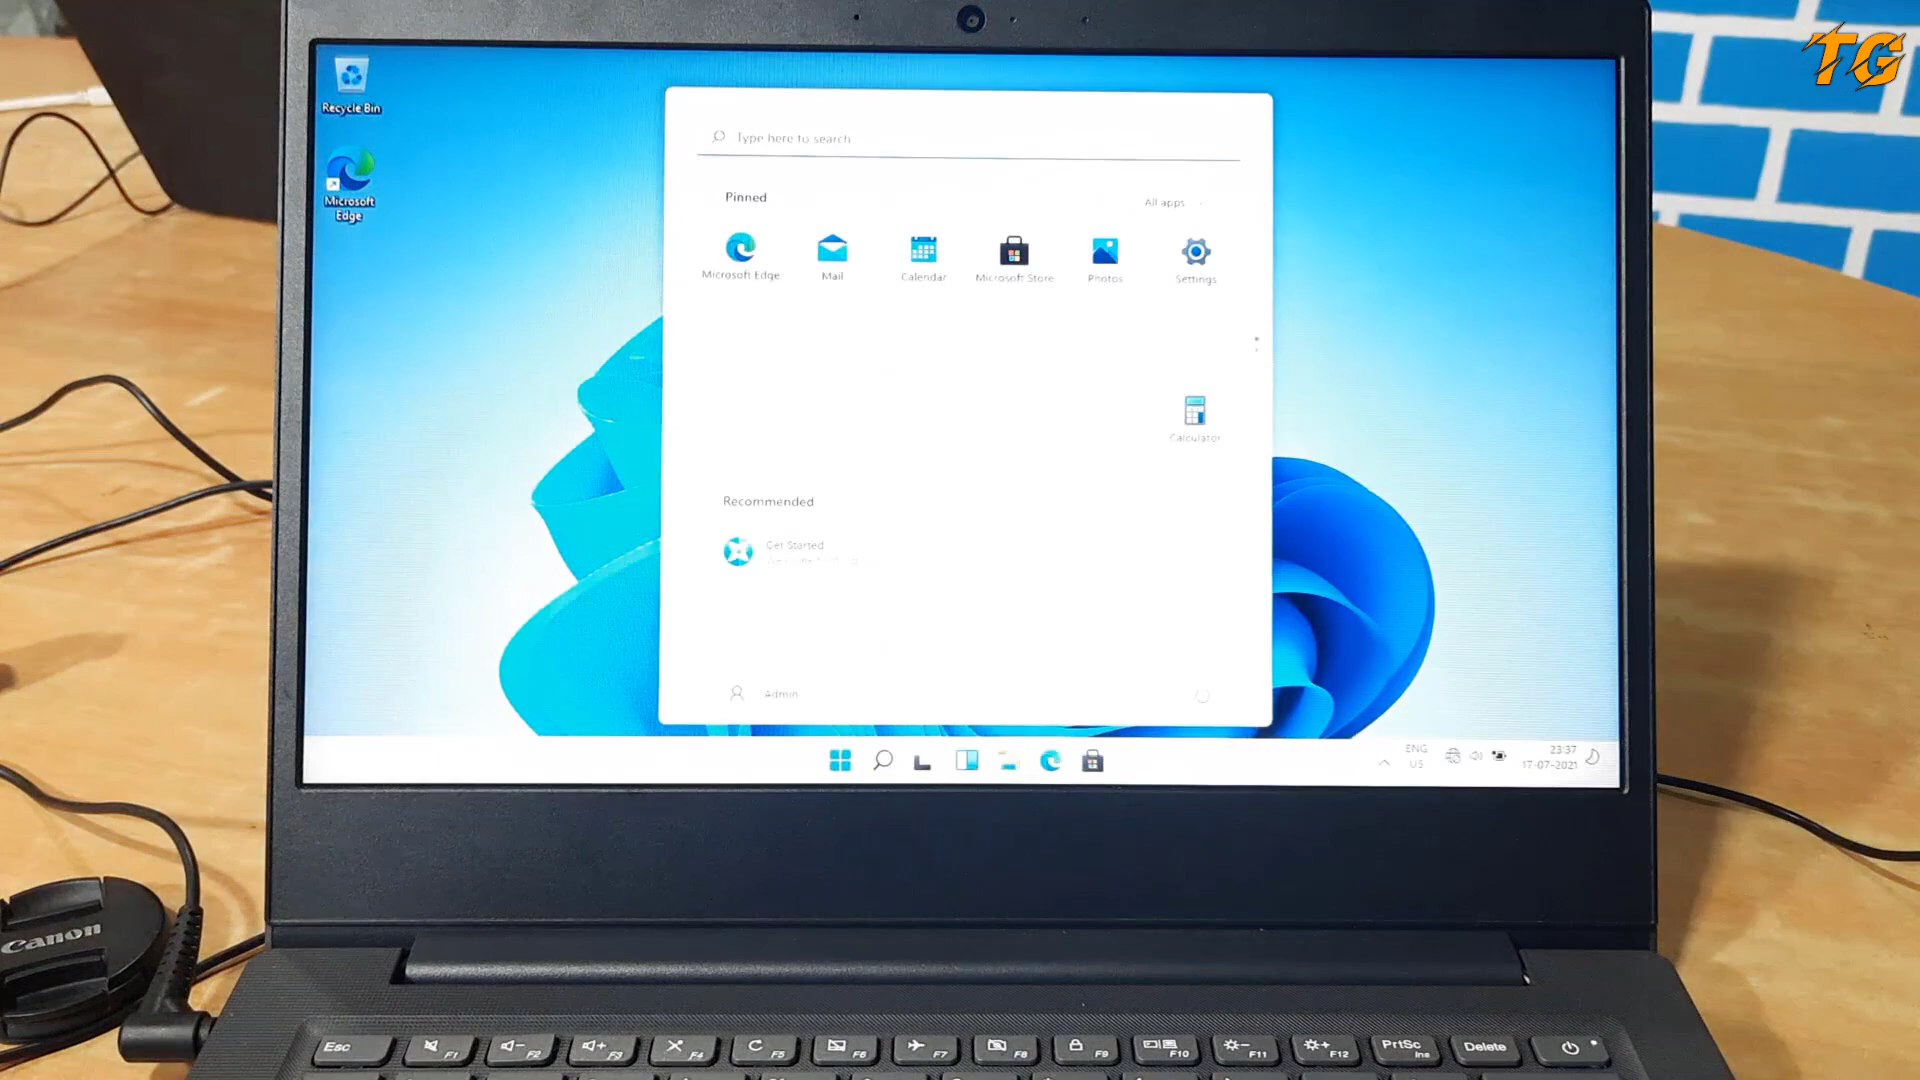 TG
Recycle Bin
Microsoft
Edge
Type here to search
Pinned
All apps
Microsoft Edge
Mail
Calendar
Microsoft Store
Photos
Settings
Calculator
Recommended
Get Started
Admin
ENG
US
23:37
17-07-2021
Canon
Esc
F1
F2
F3
F4
F5
F6
F7
F8
F9
F10
F11
F12
PrtSc
Ins
Delete